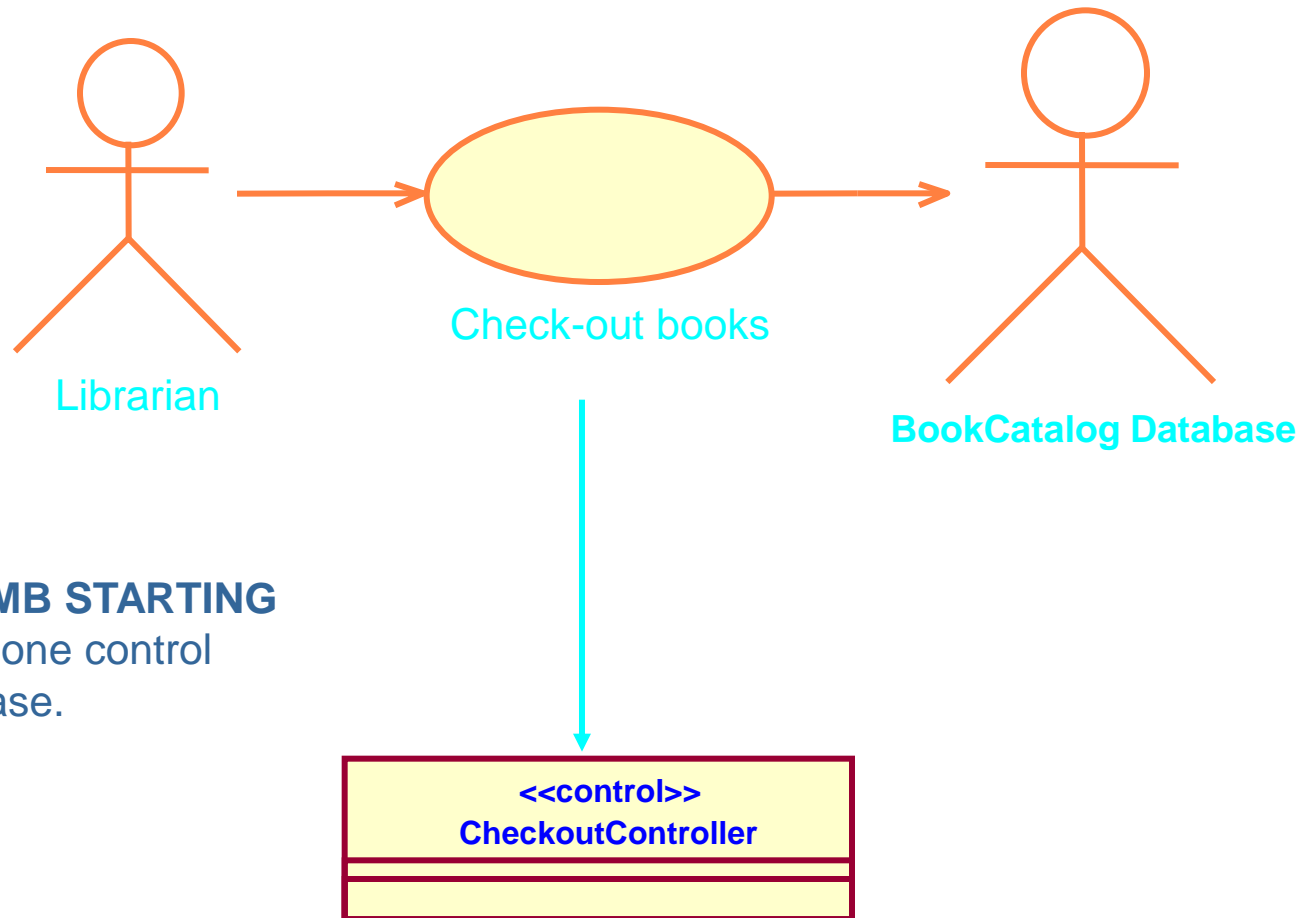 Check-out books
Librarian
BookCatalog Database
MB STARTING
one control
ase.
<<control>>
CheckoutController